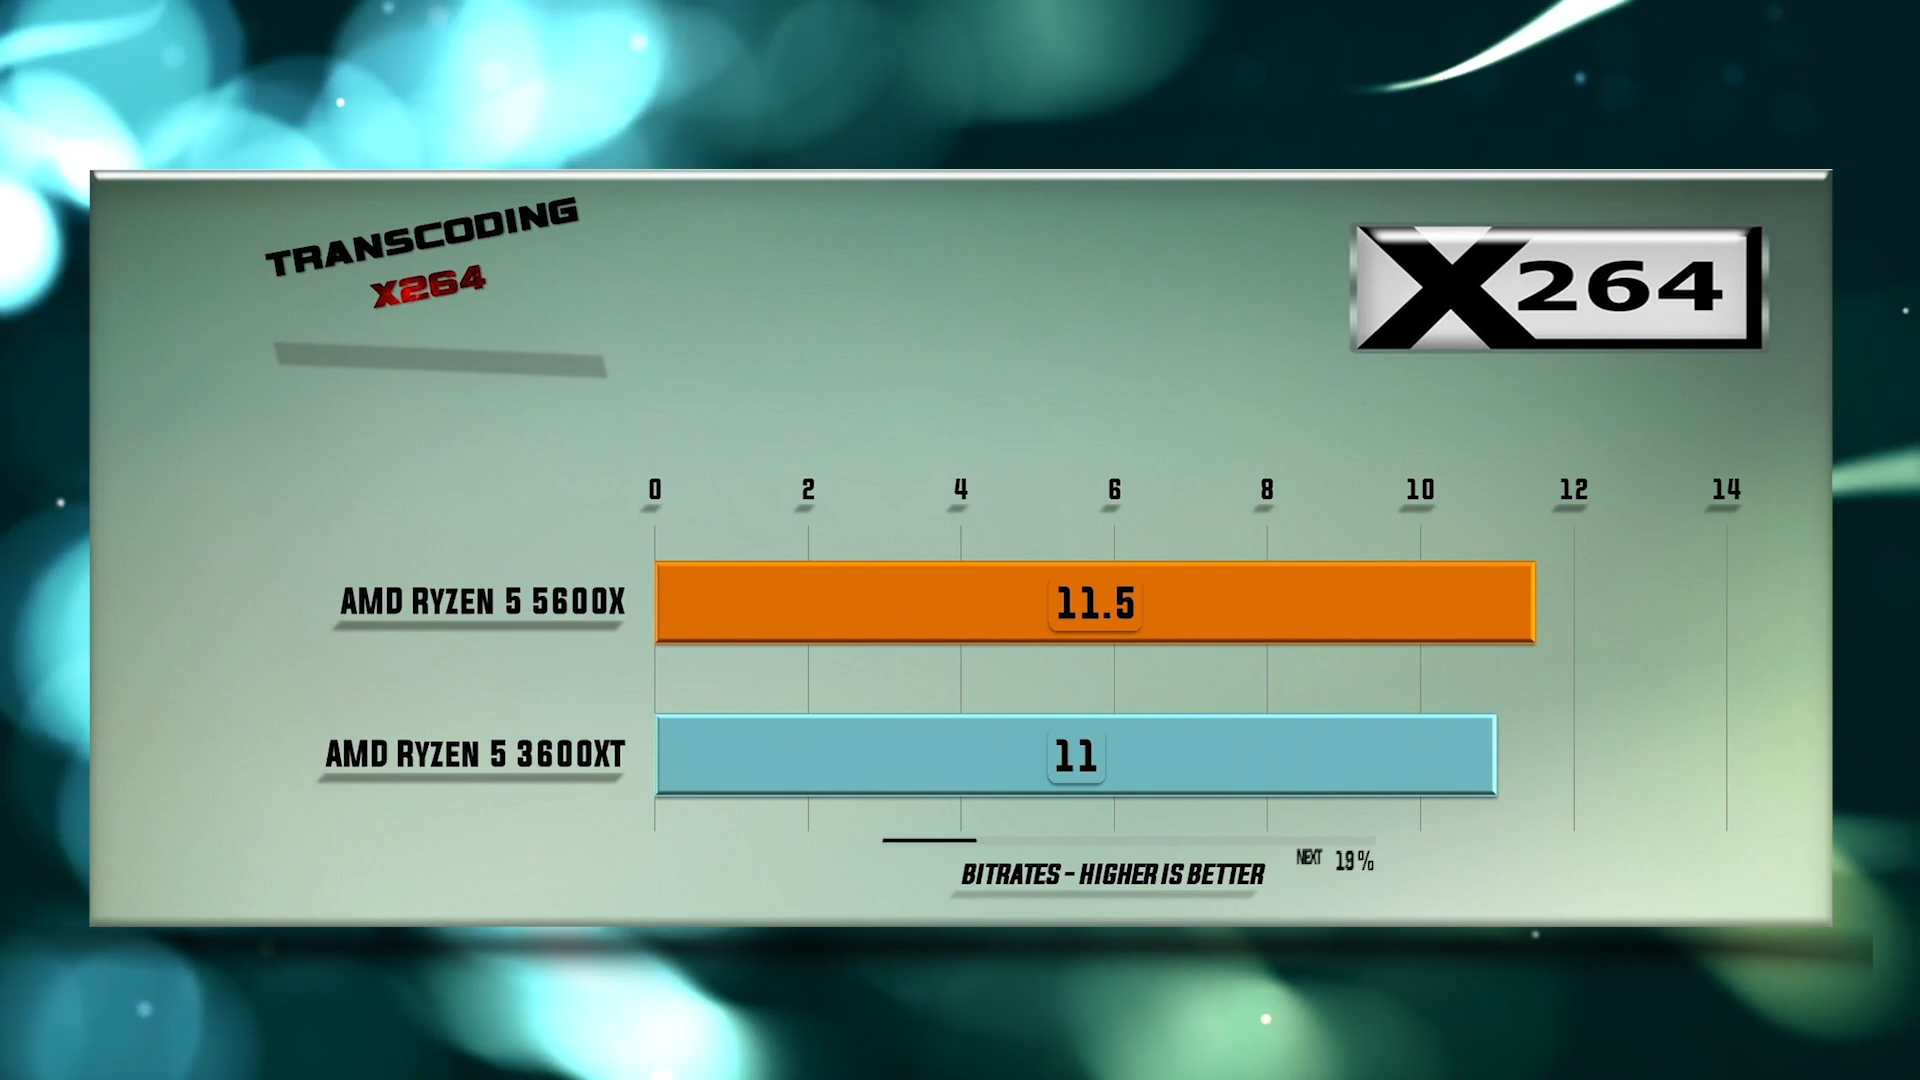 TRANSCODING
X264
X264
0 2 4 6 8 10 12 14
AMD RYZEN 5 5600X 11.5
AMD RYZEN 5 3600XT 11
NEXT 19%
BITRATES - HIGHER IS BETTER